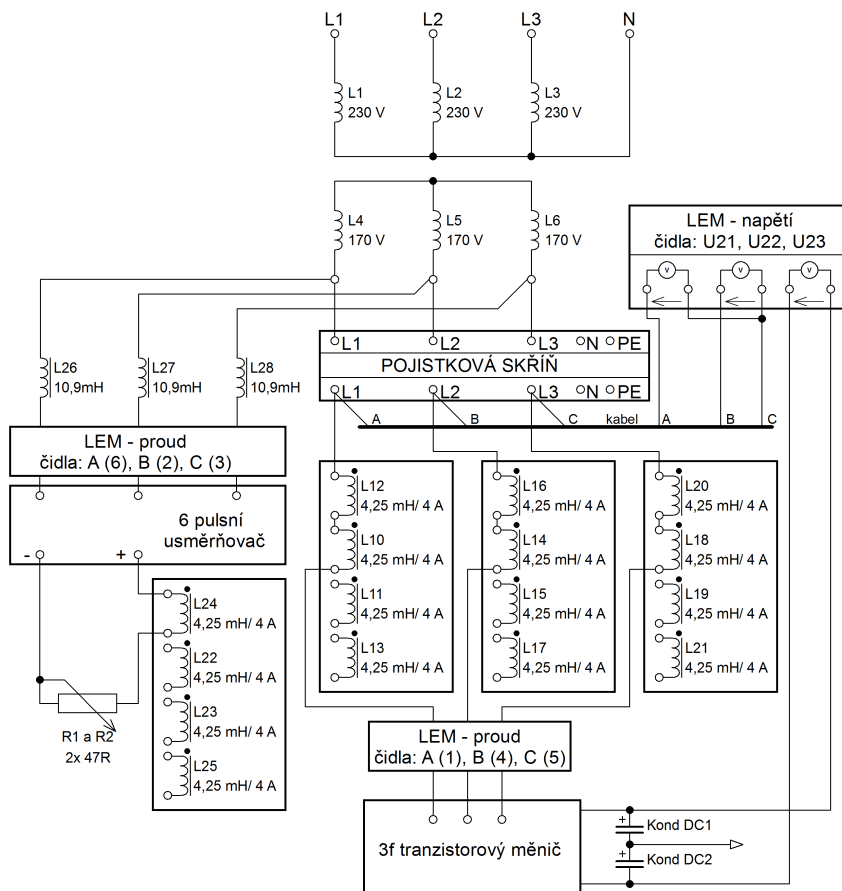 L1 L2 L3 N
L1 L2 L3
230 V 230 V 230 V
L4 L5 L6
170 V 170 V 170 V
LEM - napětí
čidla: U21, U22, U23
v v v
L26 L27 L28
10,9mH 10,9mH 10,9mH
L1 L2 L3 N PE
POJISTKOVÁ SKŘÍŇ
L1 L2 L3 N PE
A B C kabel A B C
LEM - proud
čidla: A (6), B (2), C (3)
6 pulsní
usměrňovač
- +
L12
4,25 mH/ 4 A
L10
4,25 mH/ 4 A
L11
4,25 mH/ 4 A
L13
4,25 mH/ 4 A
L16
4,25 mH/ 4 A
L14
4,25 mH/ 4 A
L15
4,25 mH/ 4 A
L17
4,25 mH/ 4 A
L20
4,25 mH/ 4 A
L18
4,25 mH/ 4 A
L19
4,25 mH/ 4 A
L21
4,25 mH/ 4 A
L24
4,25 mH/ 4 A
L22
4,25 mH/ 4 A
L23
4,25 mH/ 4 A
L25
4,25 mH/ 4 A
R1 a R2
2x 47R
LEM - proud
čidla: A (1), B (4), C (5)
3f tranzistorový měnič
+ Kond DC1
+ Kond DC2